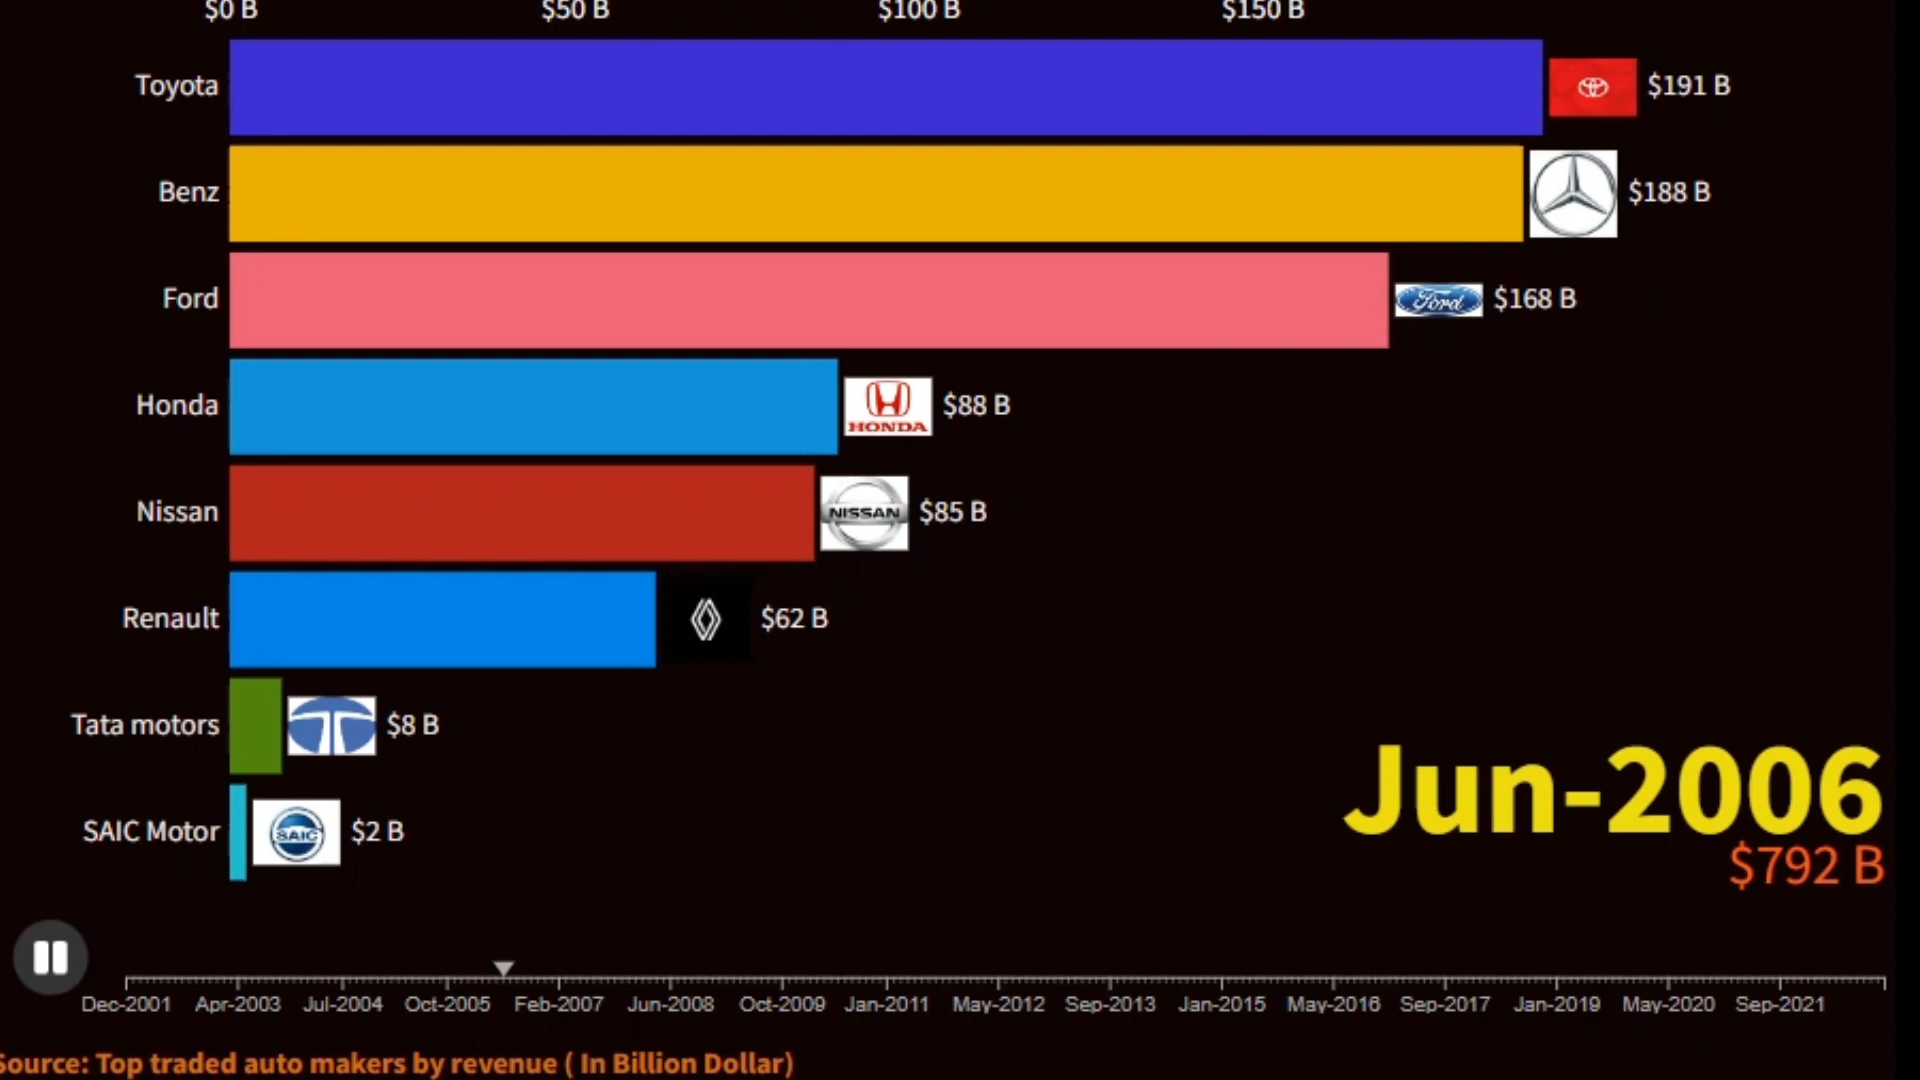 $0 B $50 B $100 B $150 B
Toyota $191 B
Benz $188 B
Ford Ford $168 B
Honda HONDA $88 B
Nissan NISSAN $85 B
Renault $62 B
Tata motors $8 B
SAIC Motor SAIC $2 B
Jun-2006
$792 B
Dec-2001 Apr-2003 Jul-2004 Oct-2005 Feb-2007 Jun-2008 Oct-2009 Jan-2011 May-2012 Sep-2013 Jan-2015 May-2016 Sep-2017 Jan-2019 May-2020 Sep-2021
Source: Top traded auto makers by revenue ( In Billion Dollar)